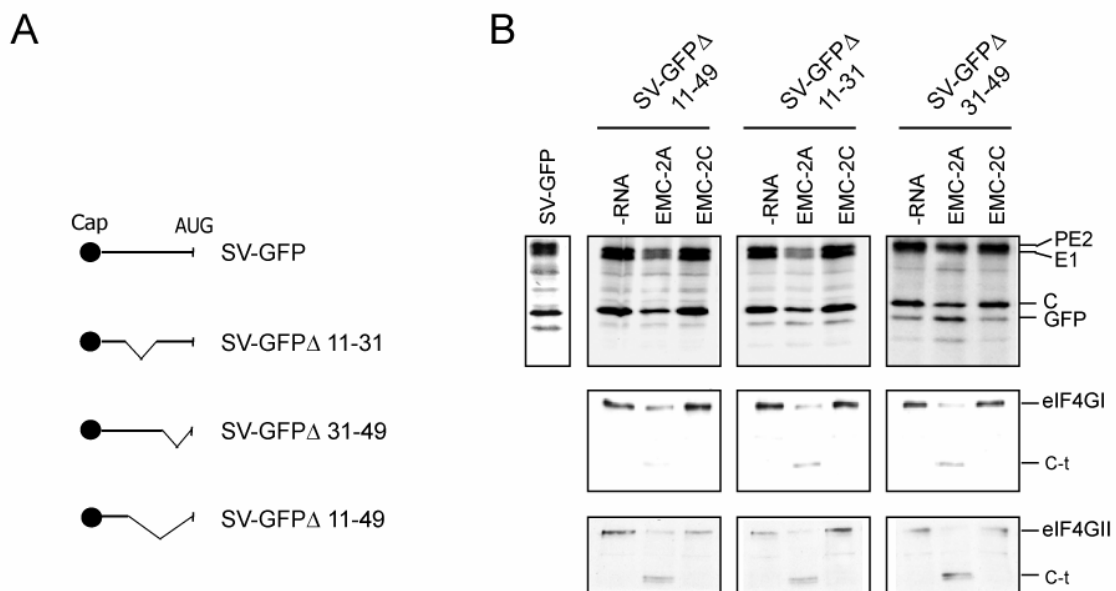 A
Cap
AUG
SV-GFP
SV-GFPΔ 11-31
SV-GFPΔ 31-49
SV-GFPΔ 11-49
B
SV-GFPΔ
11-49
SV-GFPΔ
11-31
SV-GFPΔ
31-49
SV-GFP
-RNA
EMC-2A
EMC-2C
-RNA
EMC-2A
EMC-2C
-RNA
EMC-2A
EMC-2C
PE2
E1
C
GFP
eIF4GI
C-t
eIF4GII
C-t